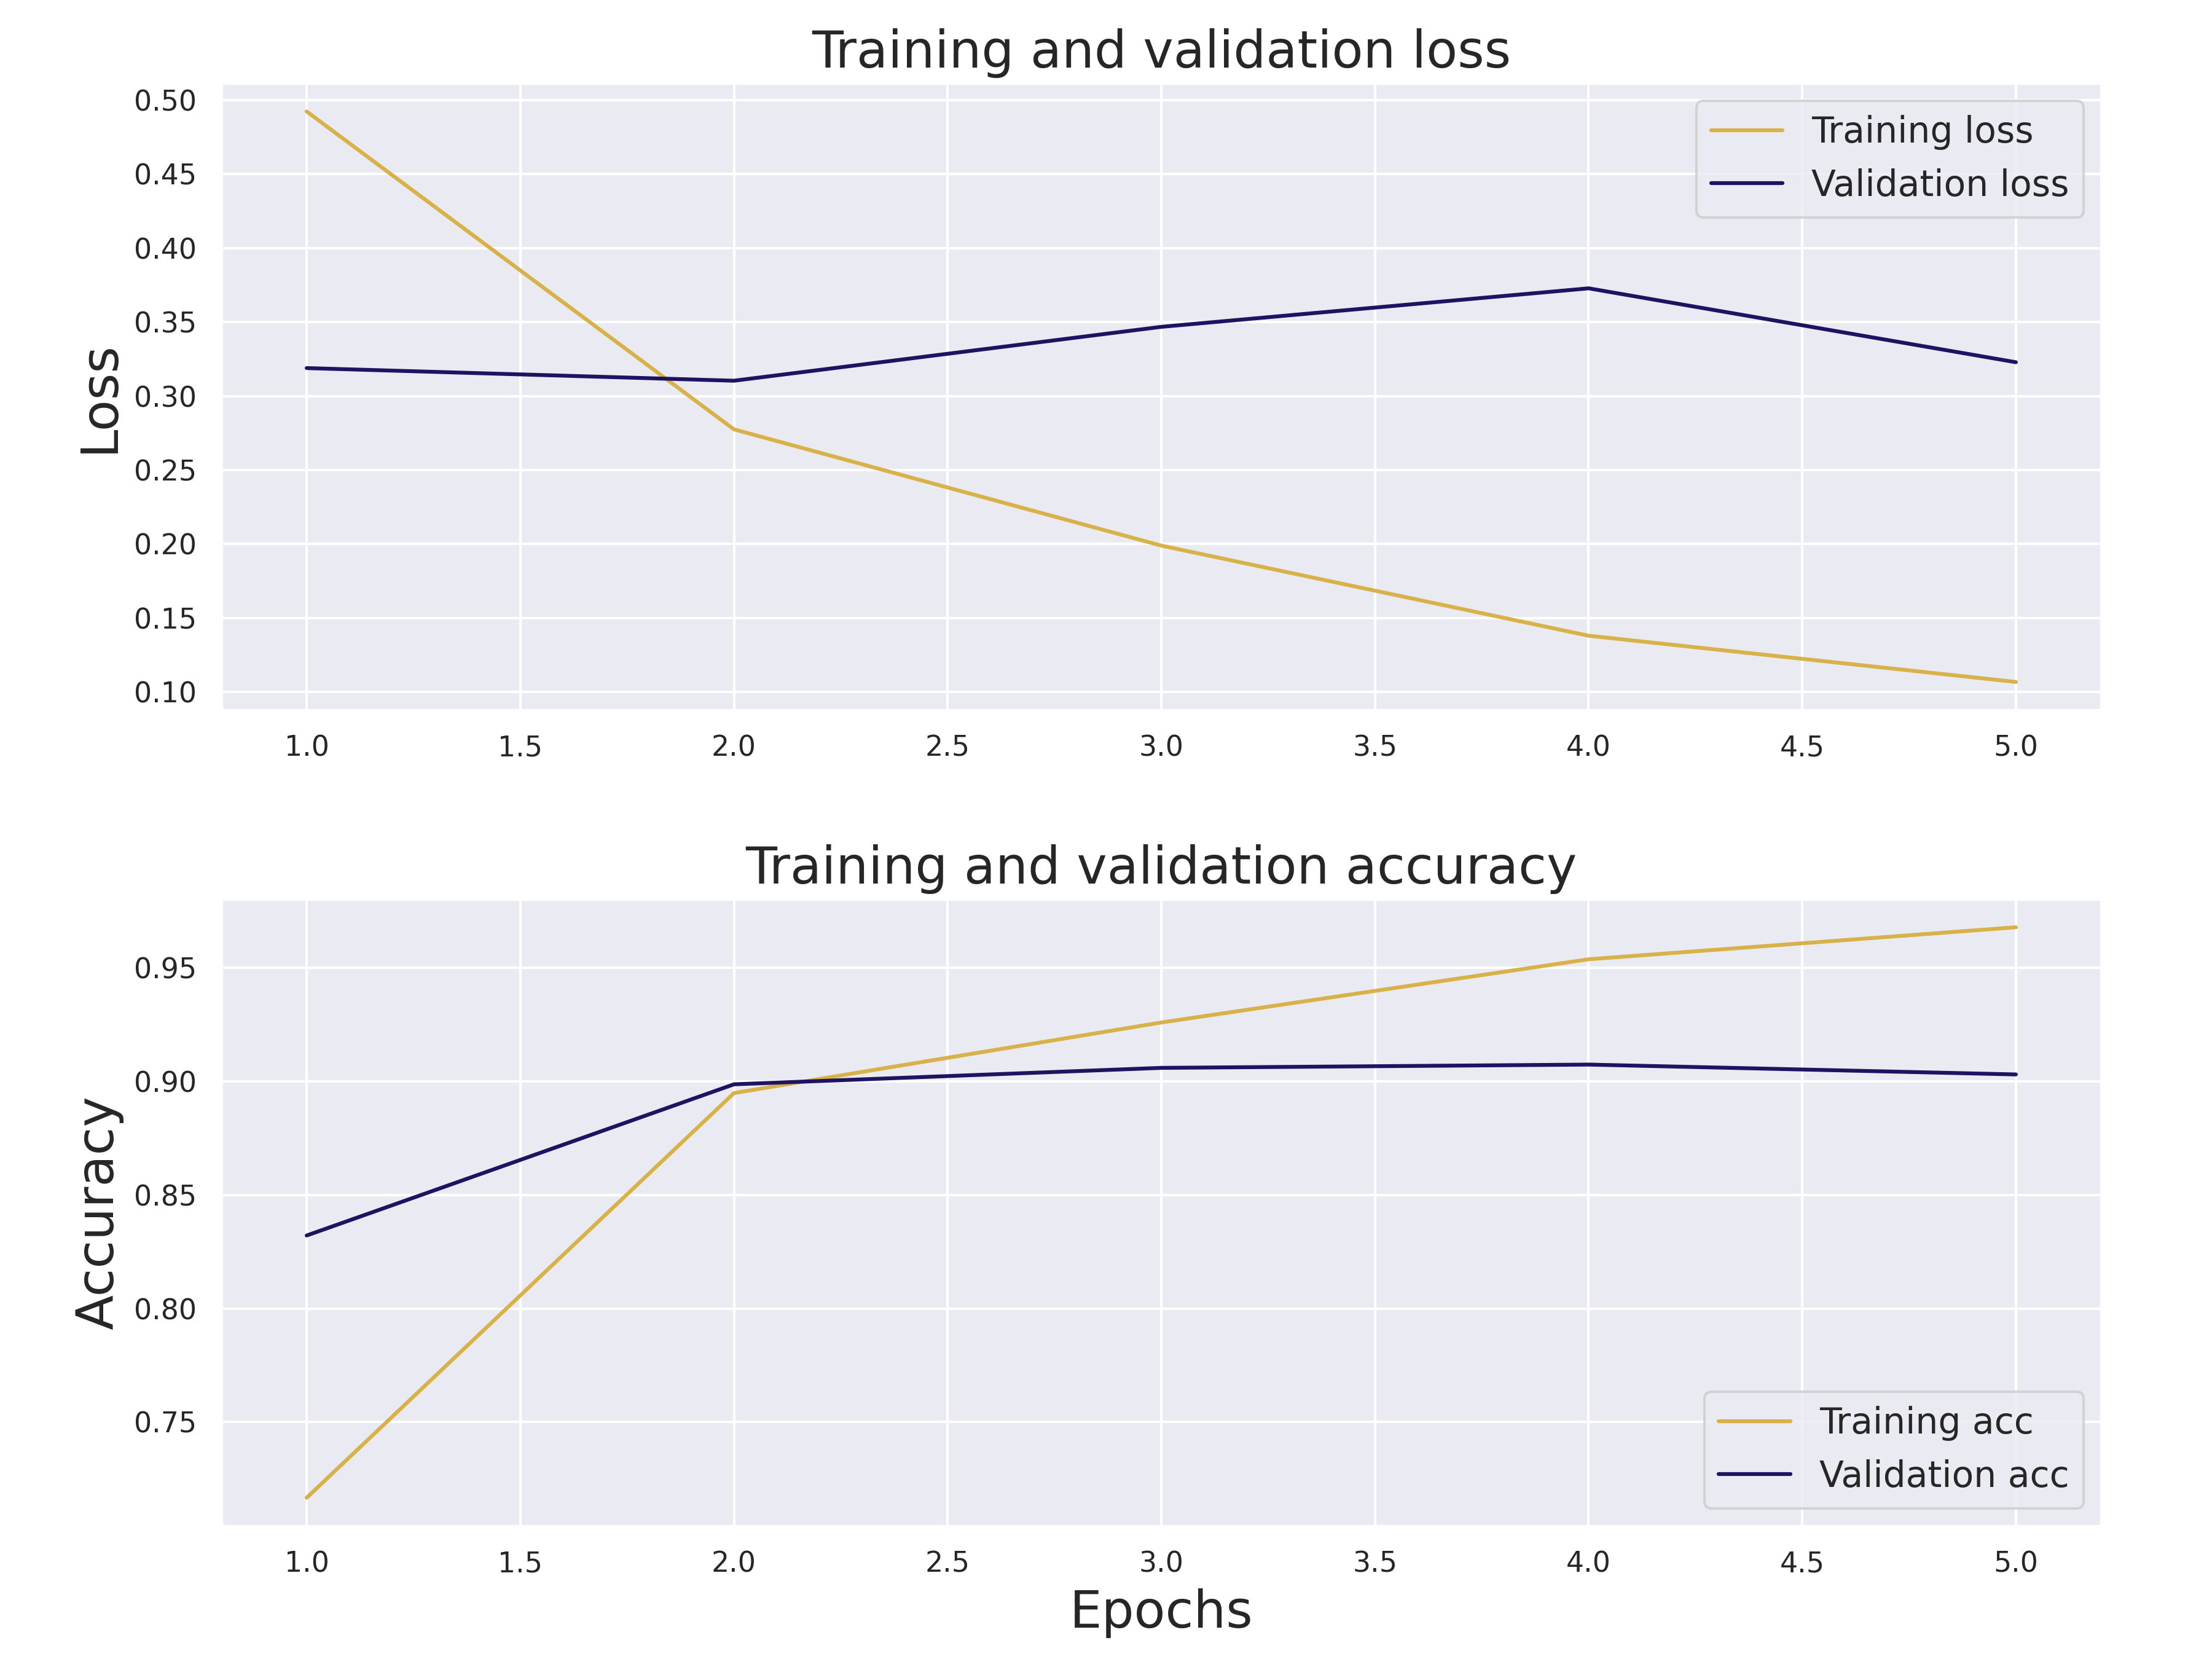 Training and validation loss
0.50
0.45
0.40
0.35
0.30
0.25
0.20
0.15
0.10
Loss
Training loss
Validation loss
1.0 1.5 2.0 2.5 3.0 3.5 4.0 4.5 5.0
Training and validation accuracy
0.95
0.90
0.85
0.80
0.75
Accuracy
Training acc
Validation acc
1.0 1.5 2.0 2.5 3.0 3.5 4.0 4.5 5.0
Epochs